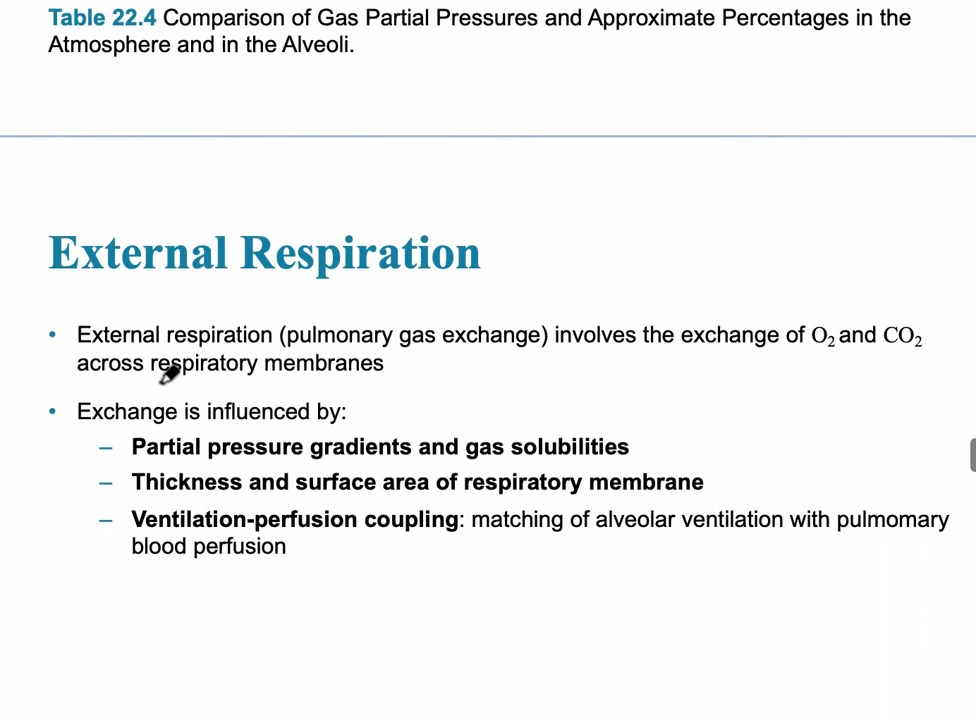 Table 22.4 Comparison of Gas Partial Pressures and Approximate Percentages in the
Atmosphere and in the Alveoli.
External Respiration
• External respiration (pulmonary gas exchange) involves the exchange of O₂ and CO₂
across respiratory membranes
• Exchange is influenced by:
– Partial pressure gradients and gas solubilities
– Thickness and surface area of respiratory membrane
– Ventilation-perfusion coupling: matching of alveolar ventilation with pulmomary
blood perfusion